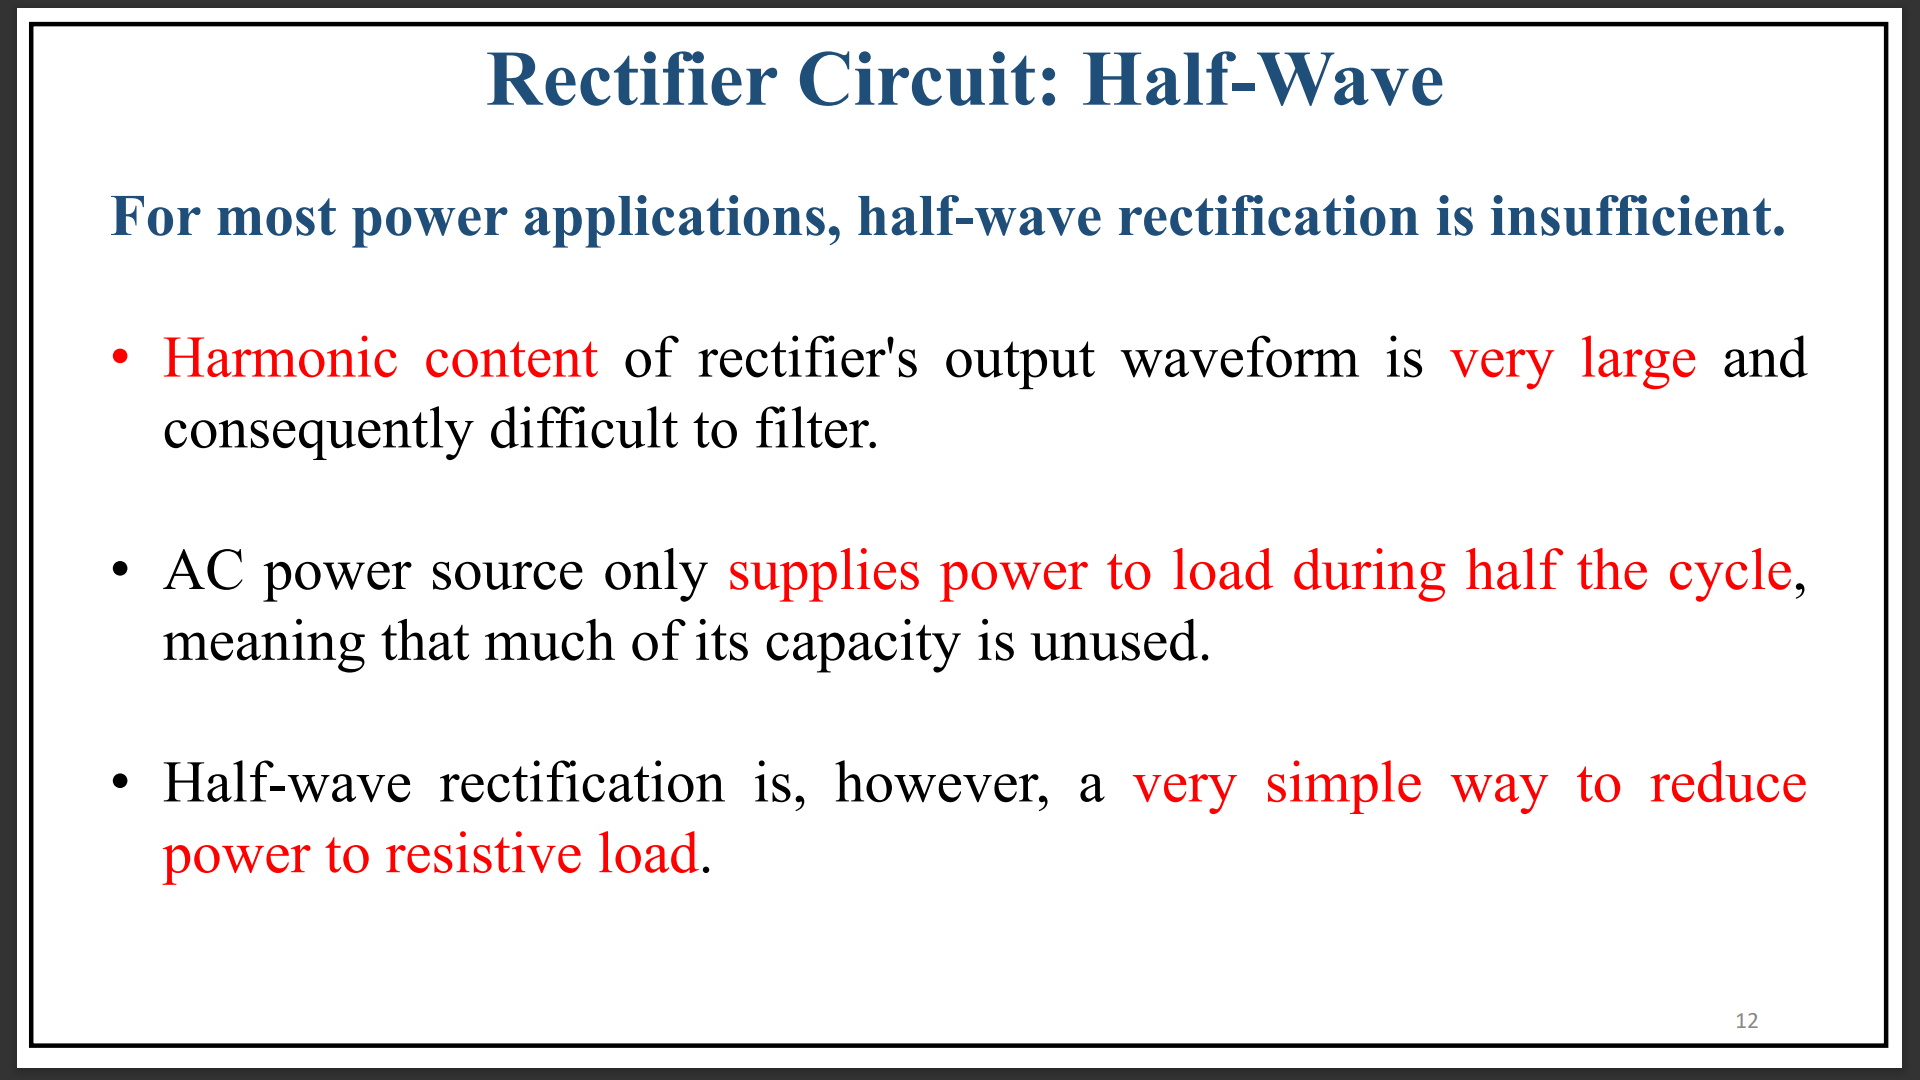 Rectifier Circuit: Half-Wave
For most power applications, half-wave rectification is insufficient.
• Harmonic content of rectifier's output waveform is very large and
consequently difficult to filter.
• AC power source only supplies power to load during half the cycle,
meaning that much of its capacity is unused.
• Half-wave rectification is, however, a very simple way to reduce
power to resistive load.
12